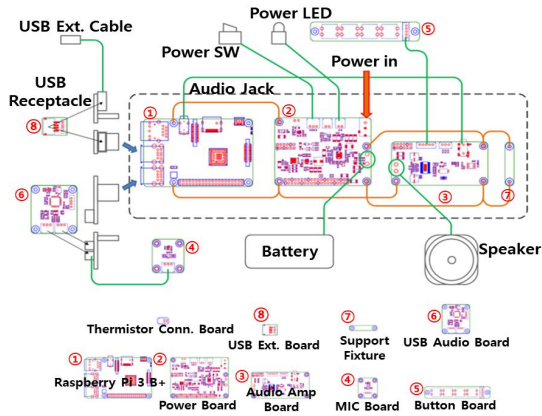 USB Ext. Cable
Power LED
Power SW
⑤
USB
Receptacle
Audio Jack
Power in
⑧
①
②
⑥
③
⑦
④
Battery
Speaker
Thermistor Conn. Board
⑧
USB Ext. Board
⑦
Support
Fixture
⑥
USB Audio Board
①
Raspberry Pi 3 B+
②
Power Board
③
Audio Amp
Board
④
MIC Board
⑤
Button Board